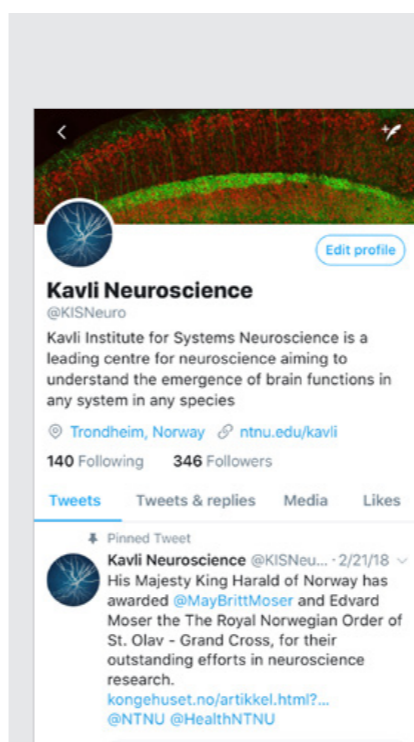 Edit profile
Kavli Neuroscience
@KISNeuro
Kavli Institute for Systems Neuroscience is a
leading centre for neuroscience aiming to
understand the emergence of brain functions in
any system in any species
Trondheim, Norway ntnu.edu/kavli
140 Following 346 Followers
Tweets Tweets & replies Media Likes
Pinned Tweet
Kavli Neuroscience @KISNeu... · 2/21/18
His Majesty King Harald of Norway has
awarded @MayBrittMoser and Edvard
Moser the The Royal Norwegian Order of
St. Olav - Grand Cross, for their
outstanding efforts in neuroscience
research.
kongehuset.no/artikkel.html?...
@NTNU @HealthNTNU